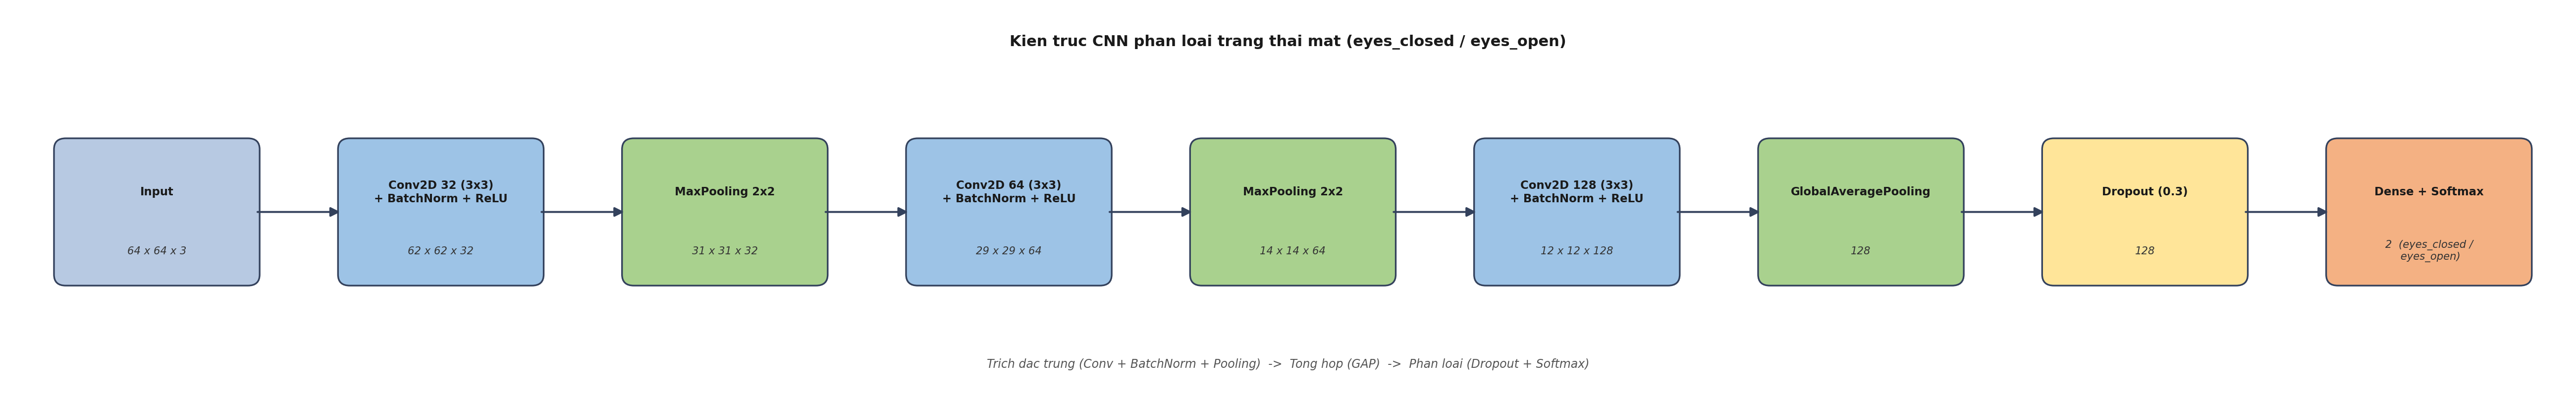 Kien truc CNN phan loai trang thai mat (eyes_closed / eyes_open)
Input
64 x 64 x 3
Conv2D 32 (3x3)
+ BatchNorm + ReLU
62 x 62 x 32
MaxPooling 2x2
31 x 31 x 32
Conv2D 64 (3x3)
+ BatchNorm + ReLU
29 x 29 x 64
MaxPooling 2x2
14 x 14 x 64
Conv2D 128 (3x3)
+ BatchNorm + ReLU
12 x 12 x 128
GlobalAveragePooling
128
Dropout (0.3)
128
Dense + Softmax
2 (eyes_closed /
eyes_open)
Trich dac trung (Conv + BatchNorm + Pooling) -> Tong hop (GAP) -> Phan loai (Dropout + Softmax)